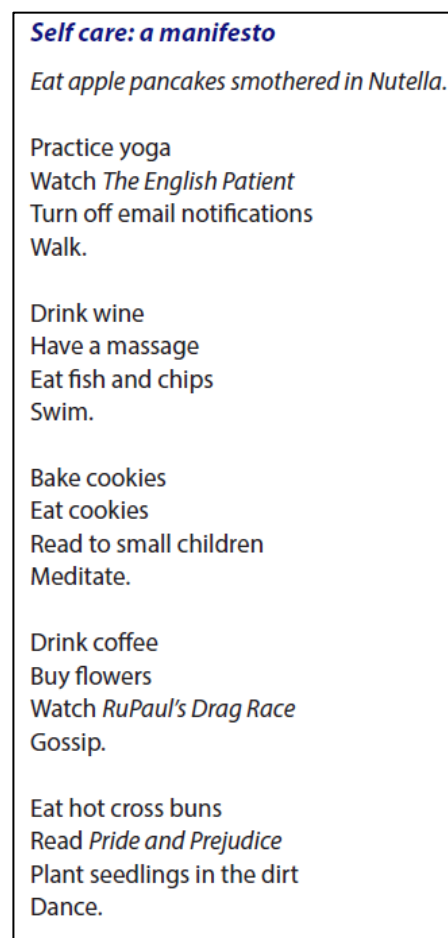 Self care: a manifesto
Eat apple pancakes smothered in Nutella.
Practice yoga
Watch The English Patient
Turn off email notifications
Walk.
Drink wine
Have a massage
Eat fish and chips
Swim.
Bake cookies
Eat cookies
Read to small children
Meditate.
Drink coffee
Buy flowers
Watch RuPaul's Drag Race
Gossip.
Eat hot cross buns
Read Pride and Prejudice
Plant seedlings in the dirt
Dance.